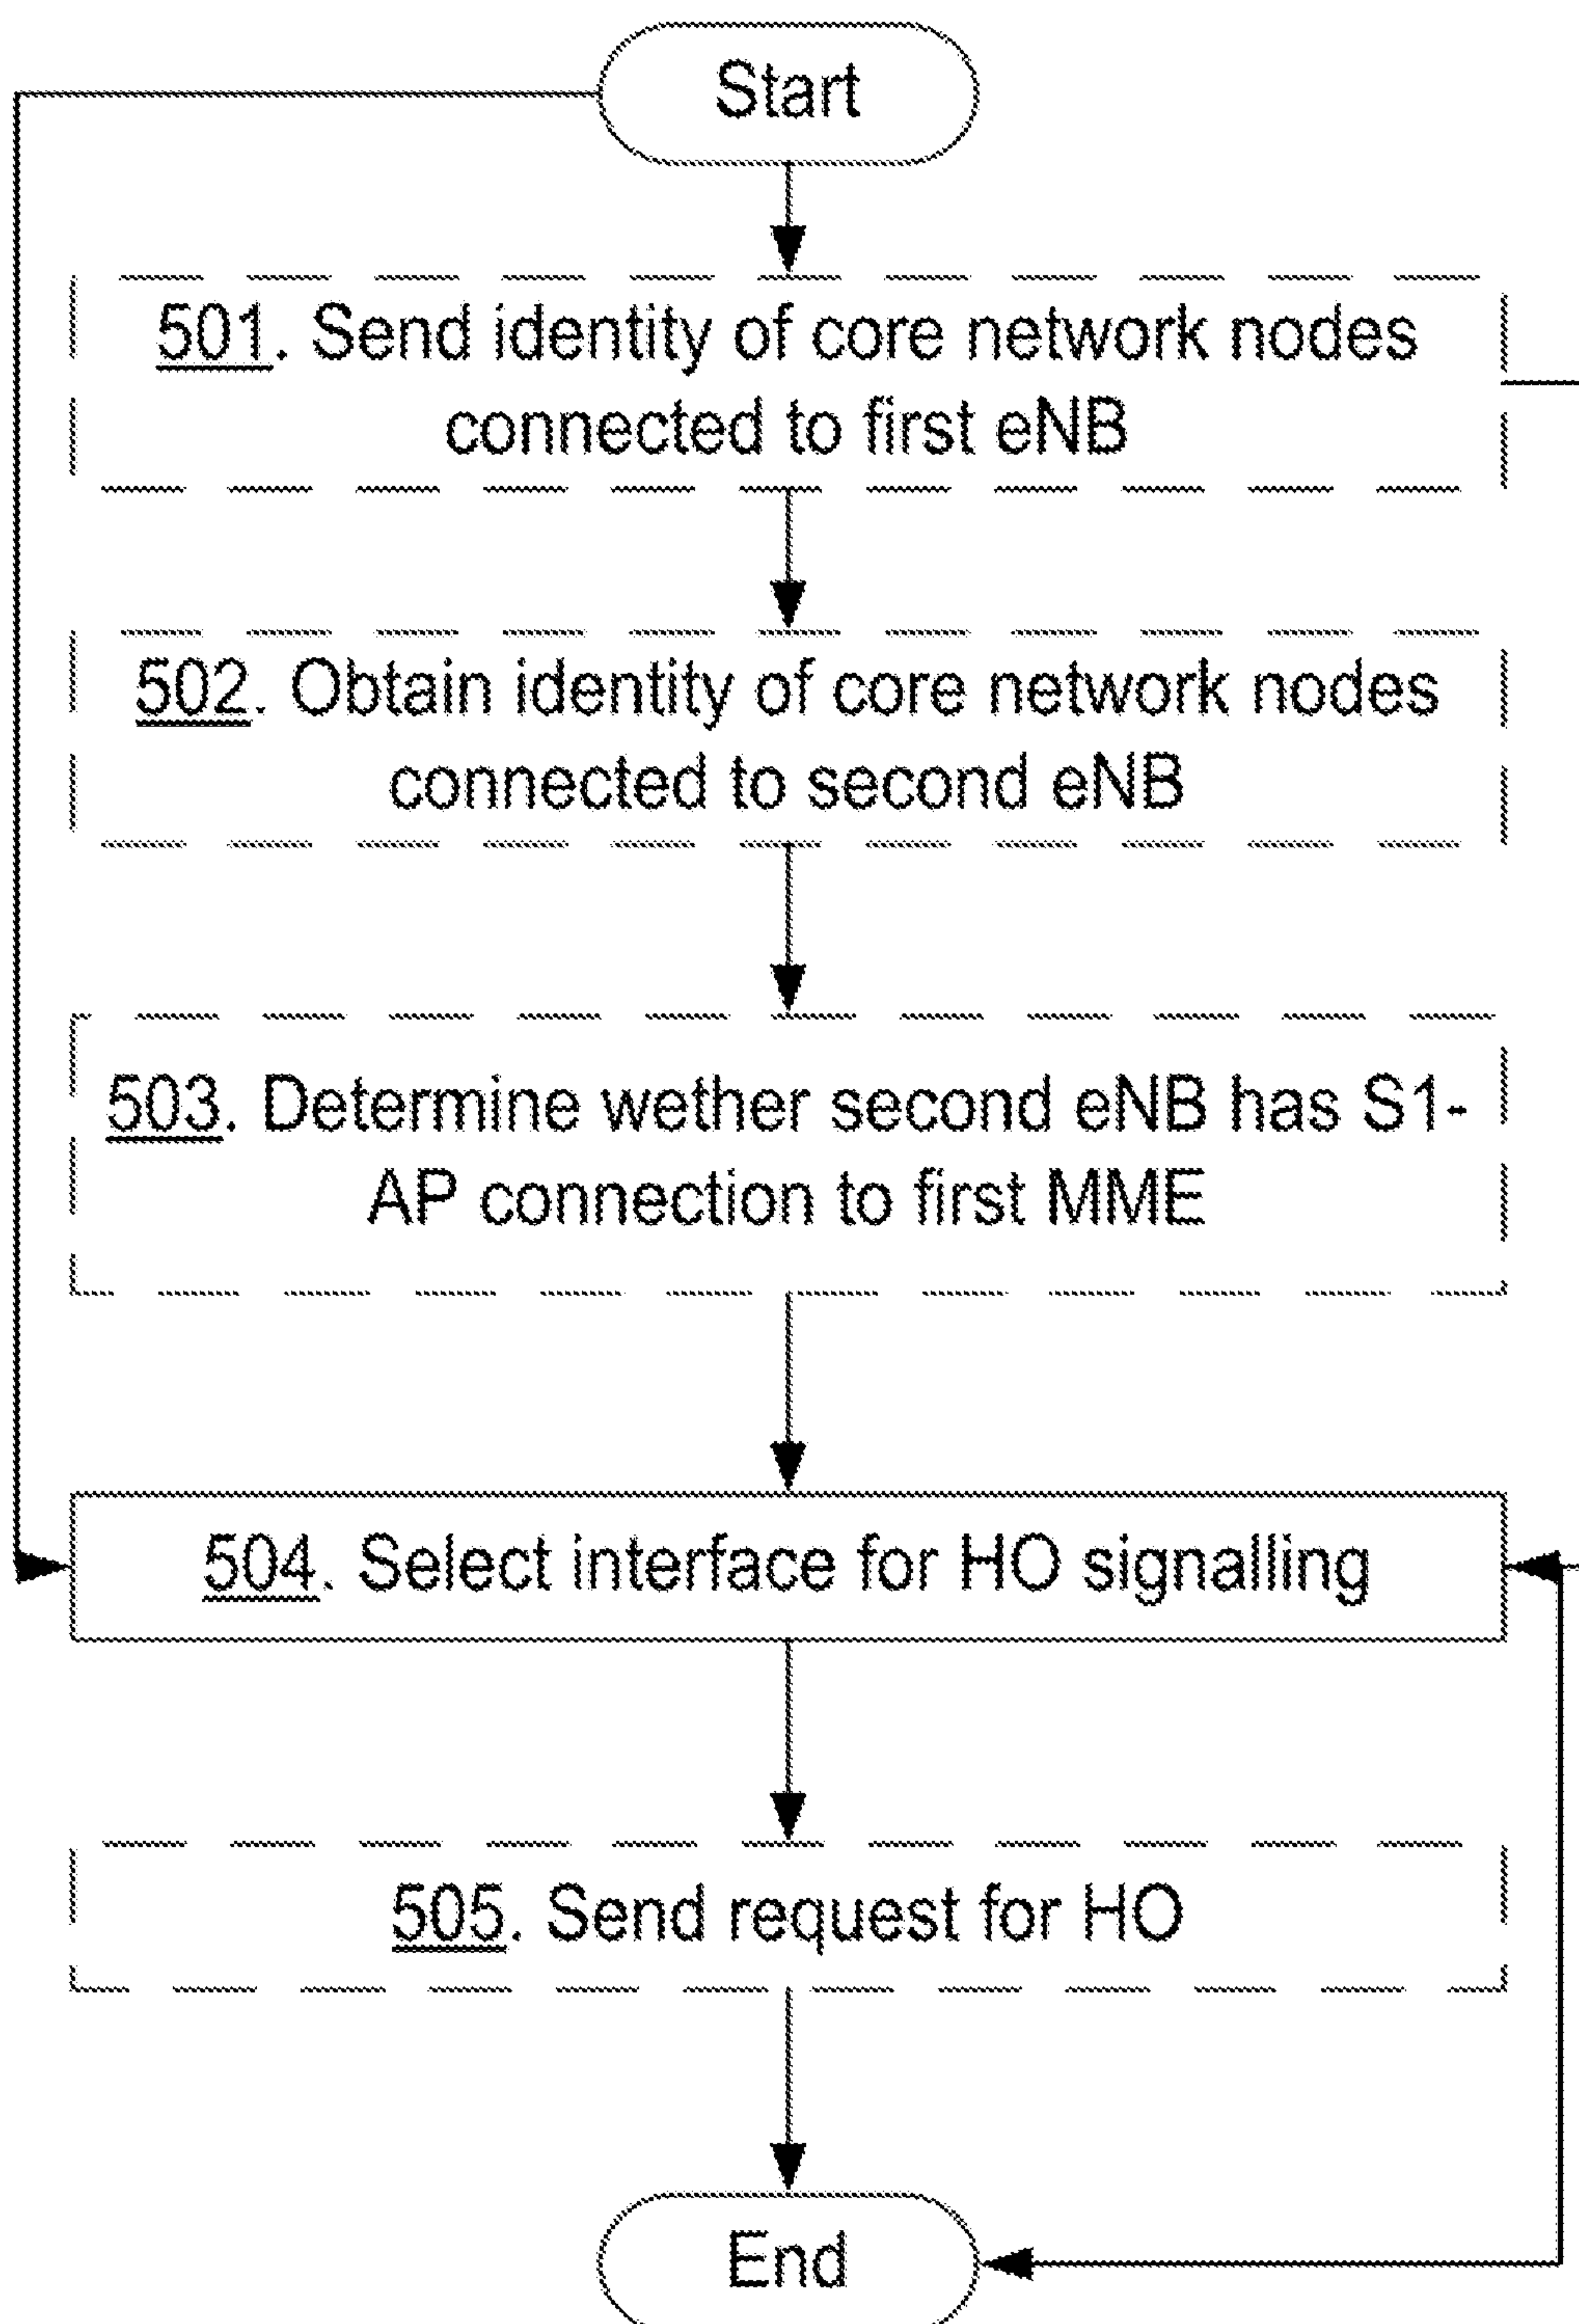 Start
501. Send identity of core network nodes
connected to first eNB
502. Obtain identity of core network nodes
connected to second eNB
503. Determine wether second eNB has S1-
AP connection to first MME
504. Select interface for HO signalling
505. Send request for HO
End